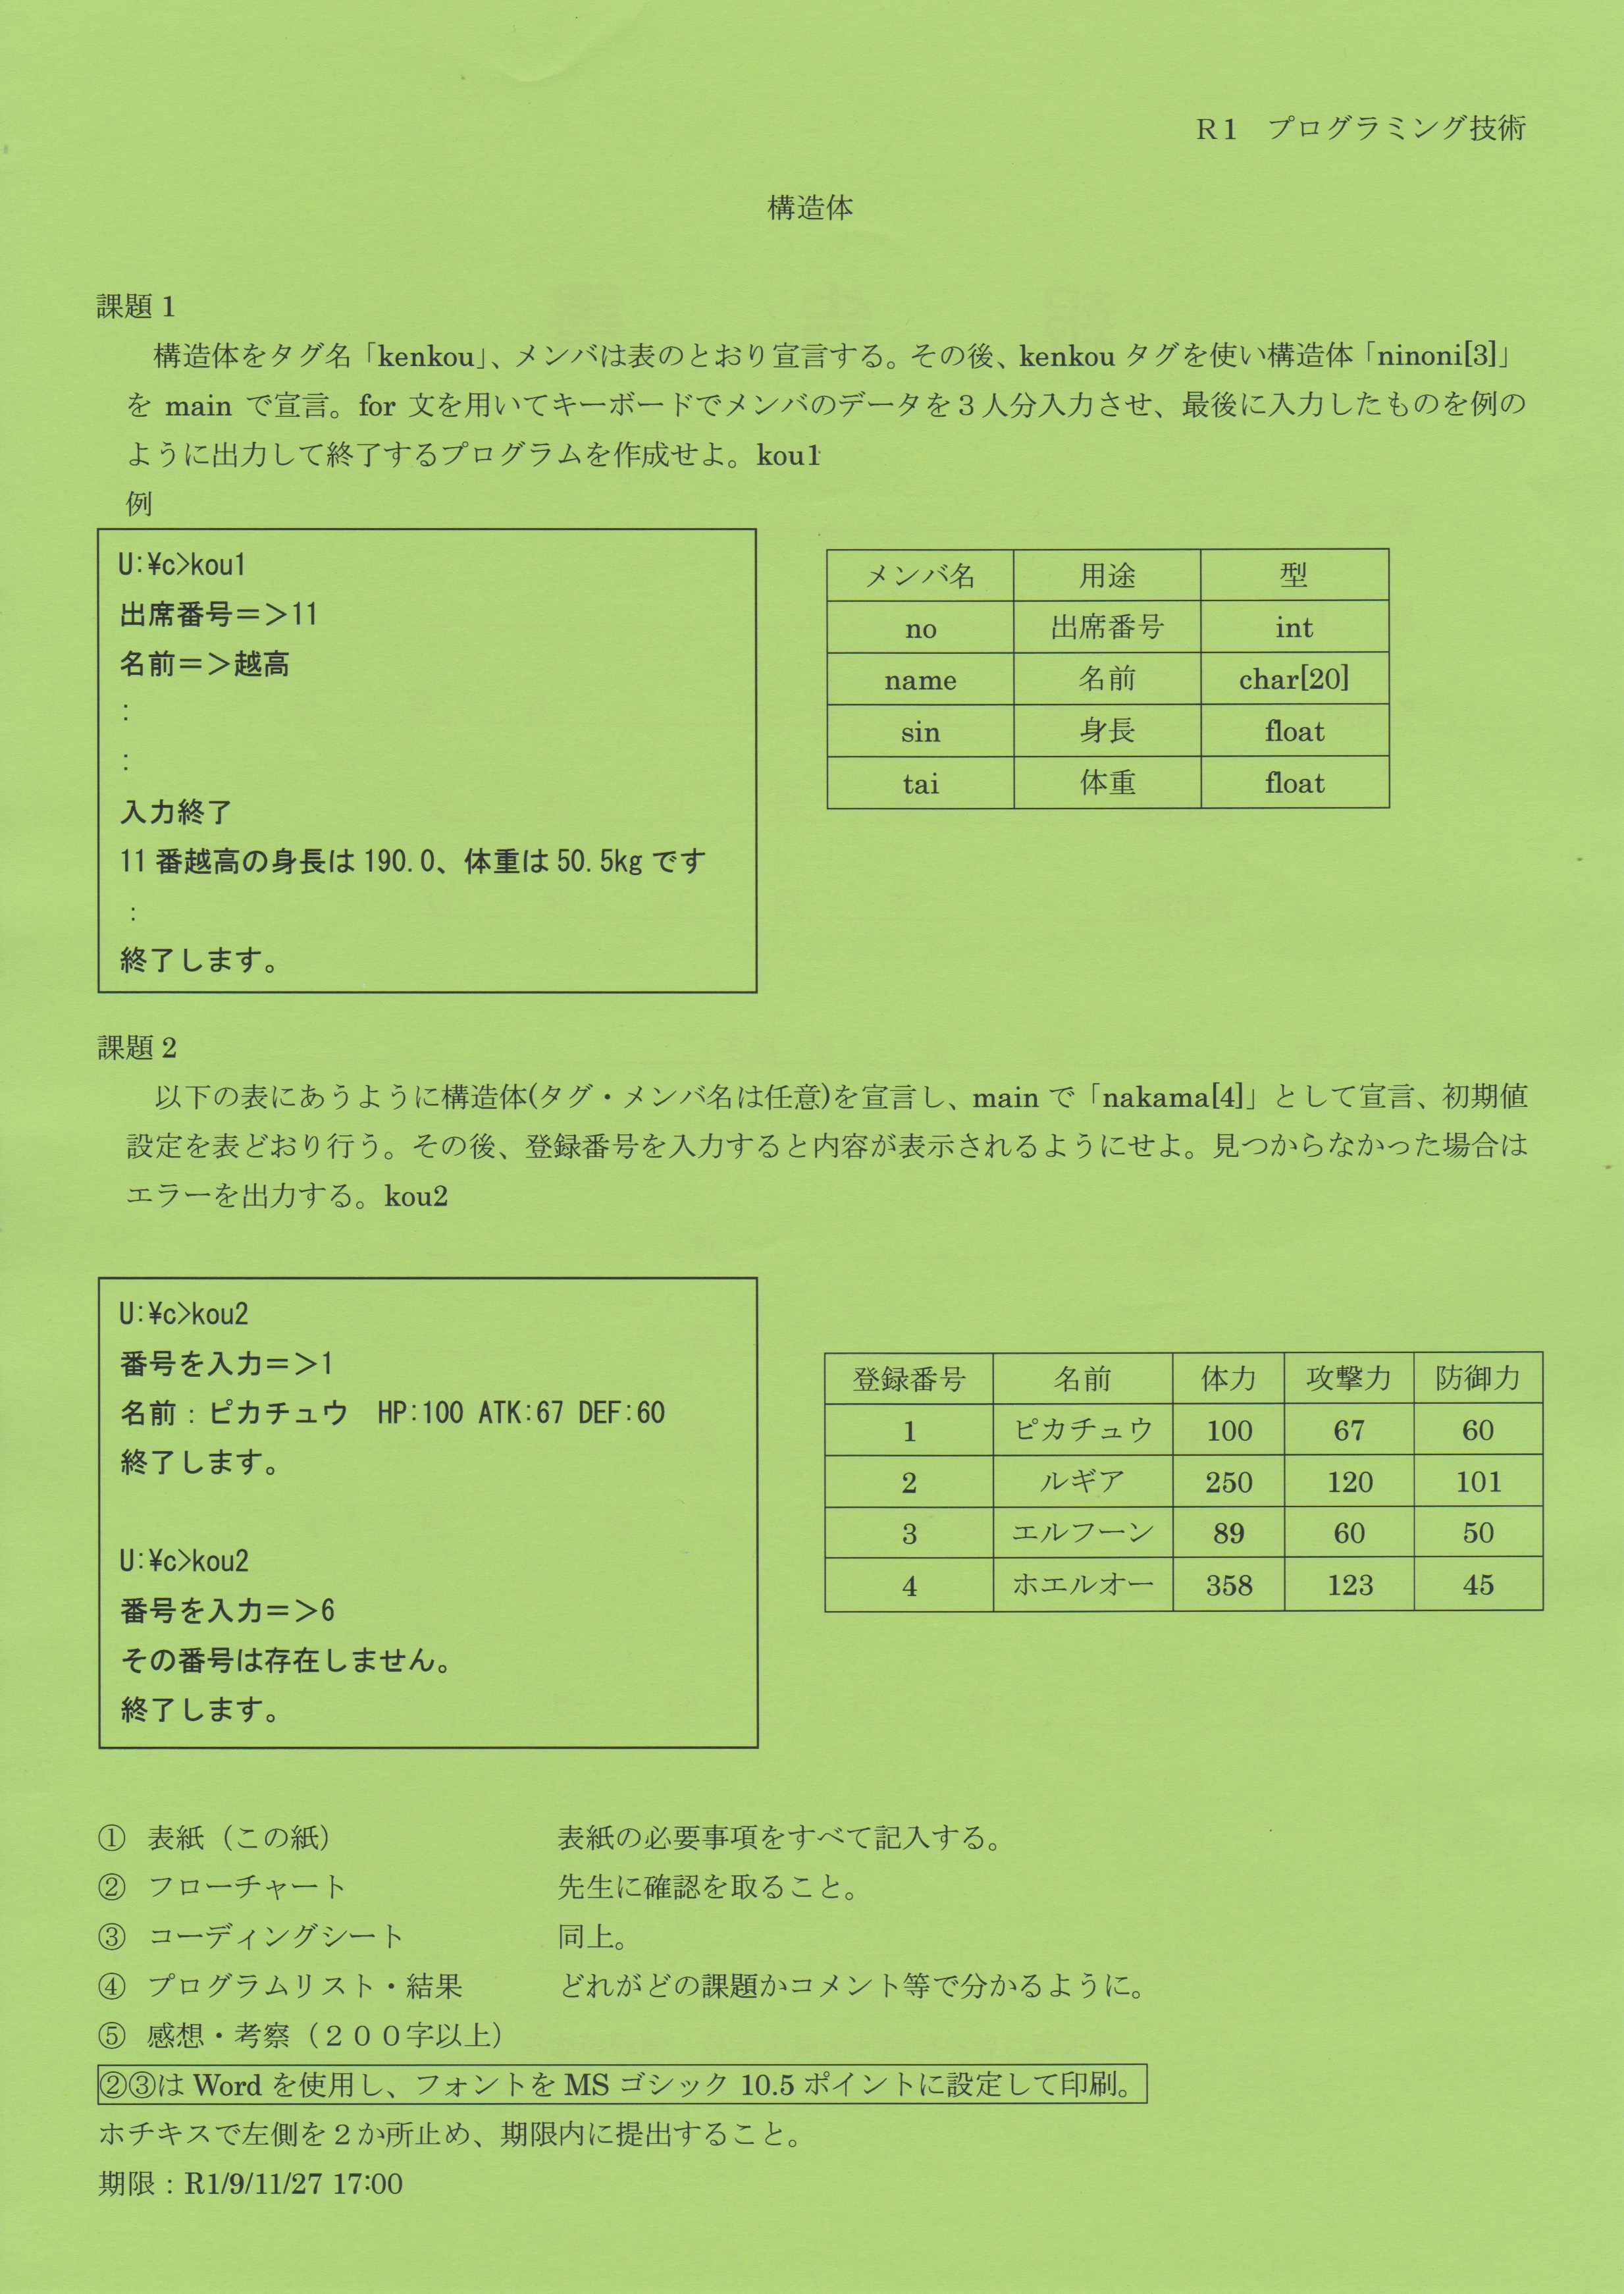 R1　プログラミング技術
構造体
課題 1
構造体をタグ名「kenkou」、メンバは表のとおり宣言する。その後、kenkou タグを使い構造体「ninoni[3]」
を main で宣言。for 文を用いてキーボードでメンバのデータを３人分入力させ、最後に入力したものを例の
ように出力して終了するプログラムを作成せよ。kou1
例
U:¥c>kou1
出席番号＝＞11
名前＝＞越高
：
：
入力終了
11 番越高の身長は 190.0、体重は 50.5kg です
：
終了します。
メンバ名 用途 型
no 出席番号 int
name 名前 char[20]
sin 身長 float
tai 体重 float
課題 2
以下の表にあうように構造体(タグ・メンバ名は任意)を宣言し、main で「nakama[4]」として宣言、初期値
設定を表どおり行う。その後、登録番号を入力すると内容が表示されるようにせよ。見つからなかった場合は
エラーを出力する。kou2
U:¥c>kou2
番号を入力＝＞1
名前：ピカチュウ　HP:100 ATK:67 DEF:60
終了します。
U:¥c>kou2
番号を入力＝＞6
その番号は存在しません。
終了します。
登録番号 名前 体力 攻撃力 防御力
1 ピカチュウ 100 67 60
2 ルギア 250 120 101
3 エルフーン 89 60 50
4 ホエルオー 358 123 45
① 表紙（この紙） 表紙の必要事項をすべて記入する。
② フローチャート 先生に確認を取ること。
③ コーディングシート 同上。
④ プログラムリスト・結果 どれがどの課題かコメント等で分かるように。
⑤ 感想・考察（２００字以上）
②③は Word を使用し、フォントを MS ゴシック 10.5 ポイントに設定して印刷。
ホチキスで左側を２か所止め、期限内に提出すること。
期限：R1/9/11/27 17:00